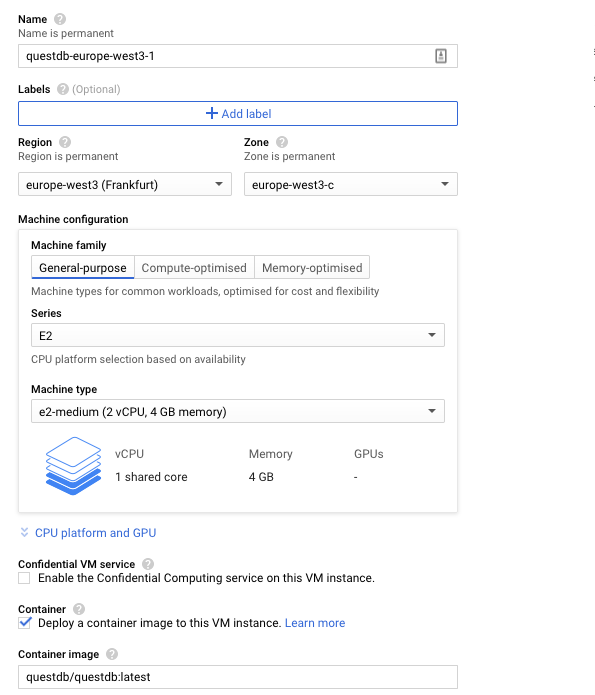 Name
Name is permanent
questdb-europe-west3-1
Labels (Optional)
Add label
Region
Region is permanent
europe-west3 (Frankfurt)
Zone
Zone is permanent
europe-west3-c
Machine configuration
Machine family
General-purpose
Compute-optimised
Memory-optimised
Machine types for common workloads, optimised for cost and flexibility
Series
E2
CPU platform selection based on availability
Machine type
e2-medium (2 vCPU, 4 GB memory)
vCPU
1 shared core
Memory
4 GB
GPUs
-
CPU platform and GPU
Confidential VM service
Enable the Confidential Computing service on this VM instance.
Container
Deploy a container image to this VM instance. Learn more
Container image
questdb/questdb:latest